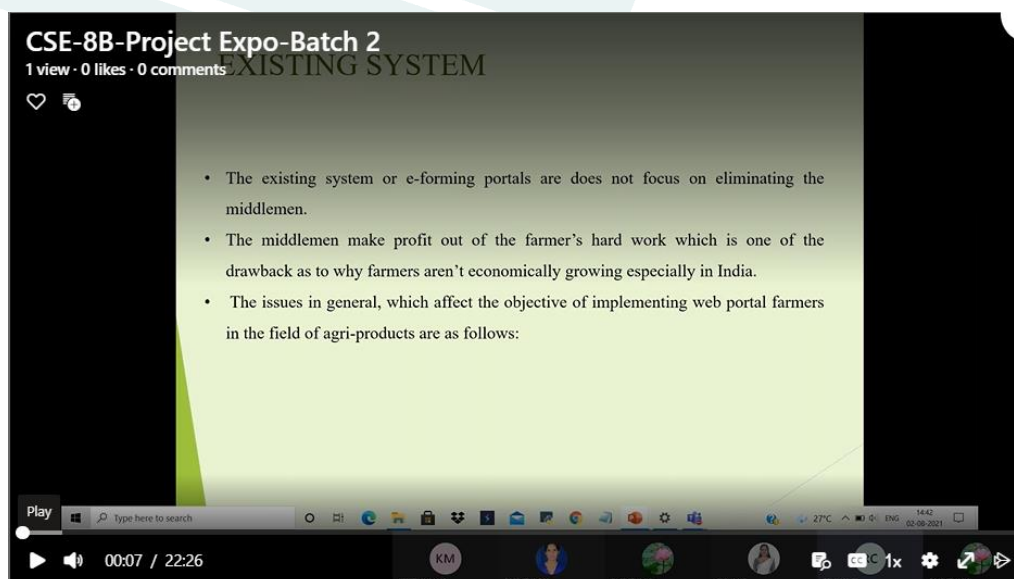 CSE-8B-Project Expo-Batch 2
1 view · 0 likes · 0 comments
EXISTING SYSTEM
• The existing system or e-forming portals are does not focus on eliminating the
middlemen.
• The middlemen make profit out of the farmer’s hard work which is one of the
drawback as to why farmers aren’t economically growing especially in India.
• The issues in general, which affect the objective of implementing web portal farmers
in the field of agri-products are as follows:
Play
Type here to search
27°C
ENG
14:42
02-08-2021
00:07 / 22:26
KM
CC
C
1x